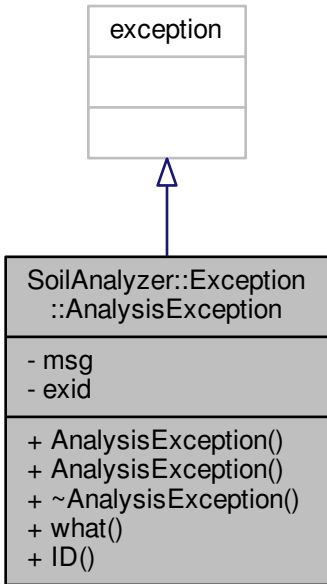 exception
SoilAnalyzer::Exception
::AnalysisException
- msg
- exid
+ AnalysisException()
+ AnalysisException()
+ ~AnalysisException()
+ what()
+ ID()